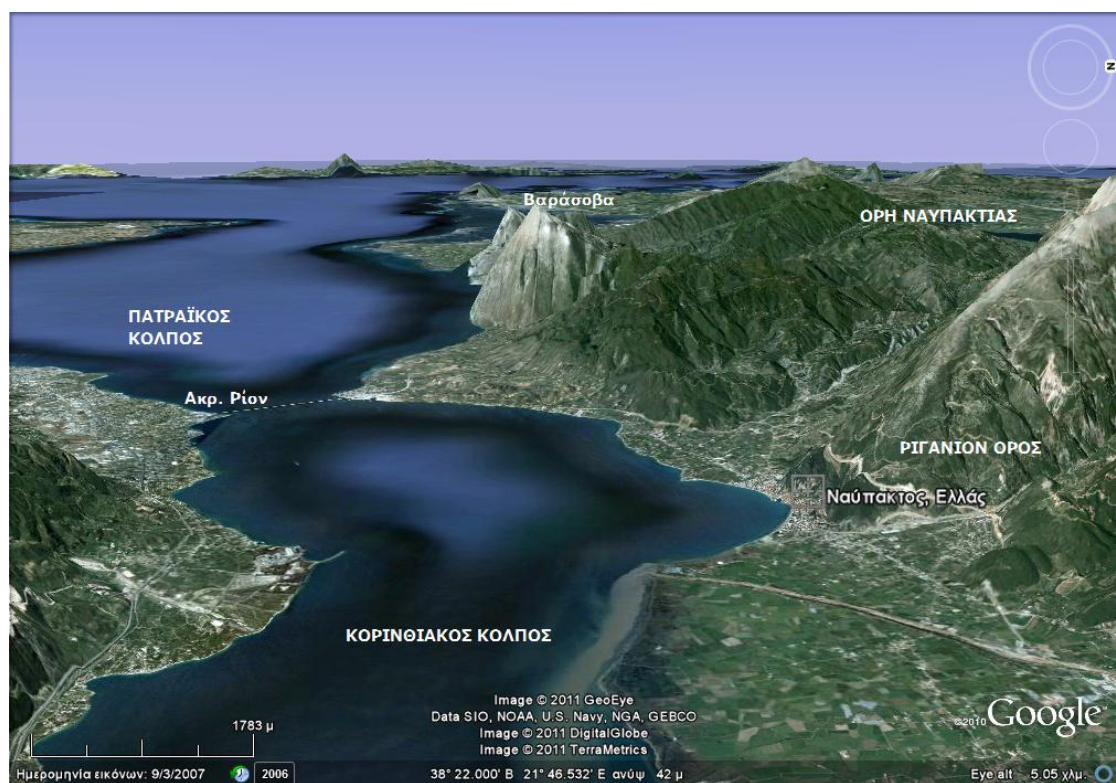 N
Βαράσοβα
ΟΡΗ ΝΑΥΠΑΚΤΙΑΣ
ΠΑΤΡΑΪΚΟΣ
ΚΟΛΠΟΣ
Ακρ. Ρίον
ΡΙΓΑΝΙΟΝ ΟΡΟΣ
Ναύπακτος, Ελλάς
ΚΟΡΙΝΘΙΑΚΟΣ ΚΟΛΠΟΣ
Image © 2011 GeoEye
Data SIO, NOAA, U.S. Navy, NGA, GEBCO
Image © 2011 DigitalGlobe
Image © 2011 TerraMetrics
©2010 Google
1783 μ
Ημερομηνία εικόνων: 9/3/2007 2006 38° 22.000' Β 21° 46.532' Ε ανύψ 42 μ Eye alt 5.05 χλμ.